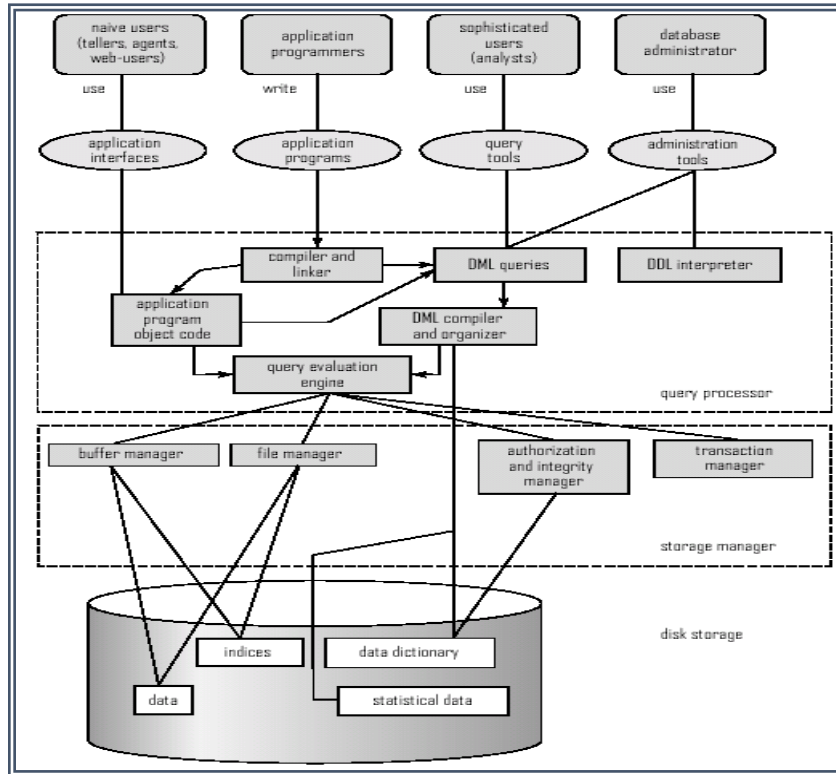 naive users
(tellers, agents,
web-users)
application
programmers
sophisticated
users
(analysts)
database
administrator
use
write
use
use
application
interfaces
application
programs
query
tools
administration
tools
compiler and
linker
DML queries
DDL interpreter
application
program
object code
DML compiler
and organizer
query evaluation
engine
query processor
buffer manager
file manager
authorization
and integrity
manager
transaction
manager
storage manager
disk storage
indices
data dictionary
data
statistical data